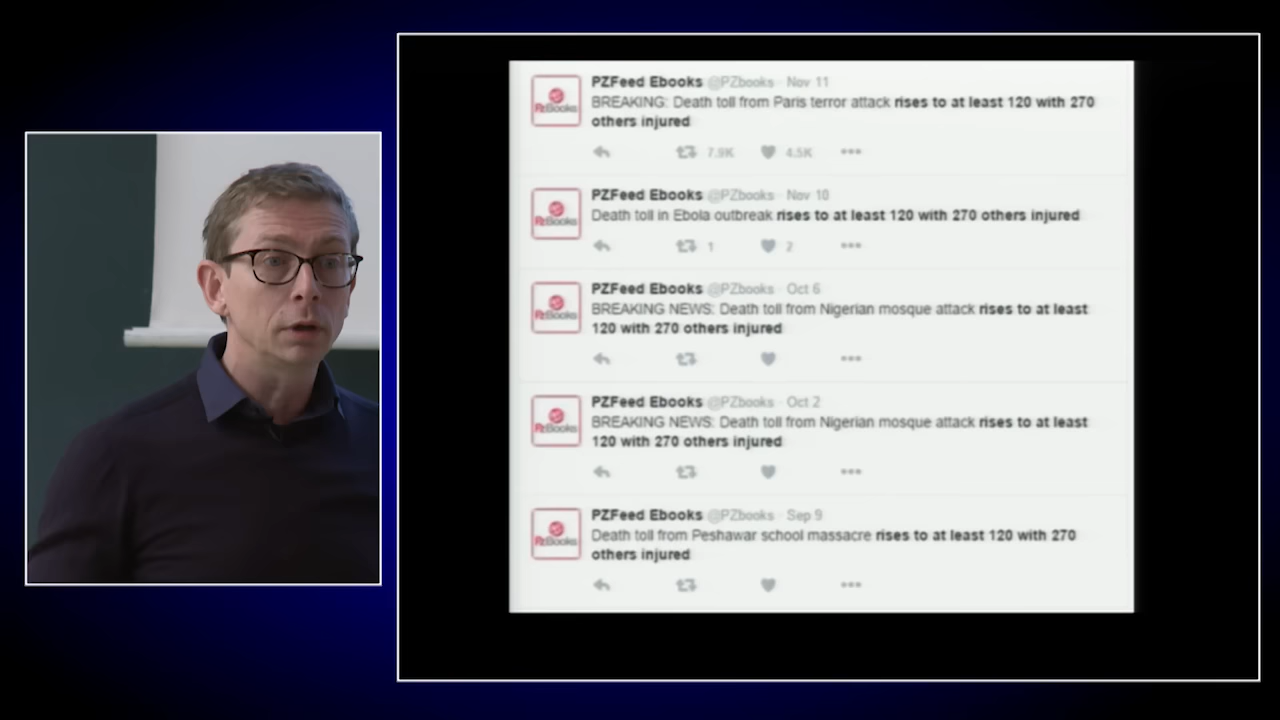 PZFeed Ebooks @PZbooks · Nov 11
BREAKING: Death toll from Paris terror attack rises to at least 120 with 270
others injured
7.9K 4.5K
PZFeed Ebooks @PZbooks · Nov 10
Death toll in Ebola outbreak rises to at least 120 with 270 others injured
1 2
PZFeed Ebooks @PZbooks · Oct 6
BREAKING NEWS: Death toll from Nigerian mosque attack rises to at least
120 with 270 others injured
PZFeed Ebooks @PZbooks · Oct 2
BREAKING NEWS: Death toll from Nigerian mosque attack rises to at least
120 with 270 others injured
PZFeed Ebooks @PZbooks · Sep 9
Death toll from Peshawar school massacre rises to at least 120 with 270
others injured